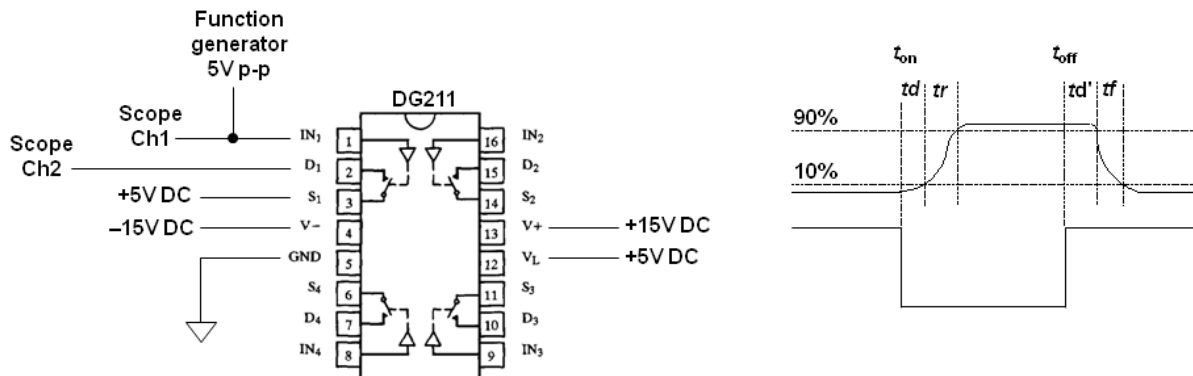 Function
generator
5V p-p
Scope
Ch1
Scope
Ch2
+5V DC
–15V DC
DG211
IN1 1 16 IN2
D1 2 15 D2
S1 3 14 S2
V− 4 13 V+ +15V DC
GND 5 12 VL +5V DC
S4 6 11 S3
D4 7 10 D3
IN4 8 9 IN3
ton toff
td tr td' tf
90%
10%